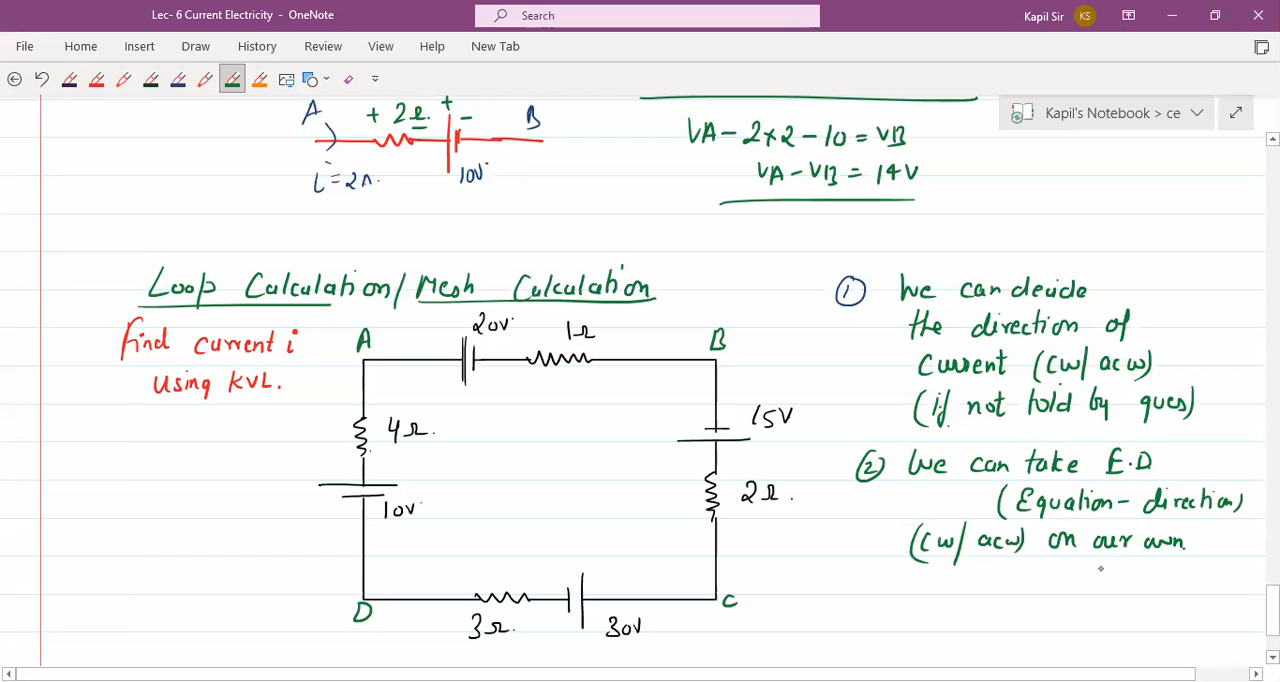 Lec- 6 Current Electricity - OneNote
Search
Kapil Sir
KS
File Home Insert Draw History Review View Help New Tab
Kapil's Notebook > ce
A
+ 2Ω + -
B
i = 2A.
10V
VA - 2×2 - 10 = VB
VA - VB = 14V
Loop Calculation/Mesh Calculation
find current i
using KVL.
A
20V
1Ω
B
4Ω.
15V
10V
2Ω.
D
3Ω.
30V
C
① We can decide
the direction of
current (cw/ acw)
(if not told by ques)
② We can take E.D
(Equation-direction)
(cw/ acw) on our own.